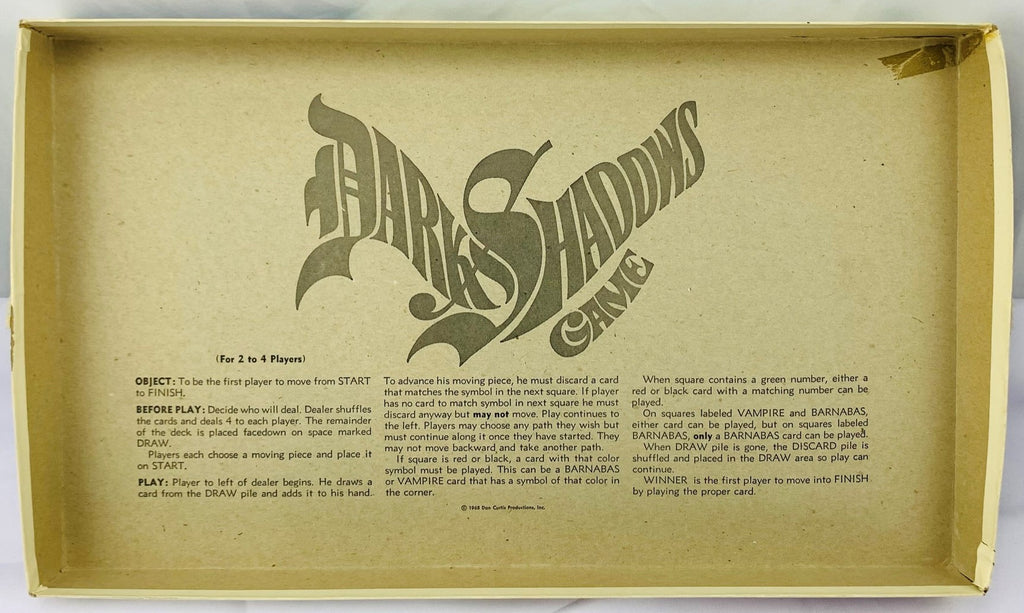 DARK SHADOWS
GAME
(For 2 to 4 Players)
OBJECT: To be the first player to move from START
to FINISH.
BEFORE PLAY: Decide who will deal. Dealer shuffles
the cards and deals 4 to each player. The remainder
of the deck is placed facedown on space marked
DRAW.
Players each choose a moving piece and place it
on START.
PLAY: Player to left of dealer begins. He draws a
card from the DRAW pile and adds it to his hand.
To advance his moving piece, he must discard a card
that matches the symbol in the next square. If player
has no card to match symbol in next square he must
discard anyway but may not move. Play continues to
the left. Players may choose any path they wish but
must continue along it once they have started. They
may not move backward and take another path.
If square is red or black, a card with that color
symbol must be played. This can be a BARNABAS
or VAMPIRE card that has a symbol of that color in
the corner.
When square contains a green number, either a
red or black card with a matching number can be
played.
On squares labeled VAMPIRE and BARNABAS,
either card can be played, but on squares labeled
BARNABAS, only a BARNABAS card can be played.
When DRAW pile is gone, the DISCARD pile is
shuffled and placed in the DRAW area so play can
continue.
WINNER is the first player to move into FINISH
by playing the proper card.
© 1968 Dan Curtis Productions, Inc.